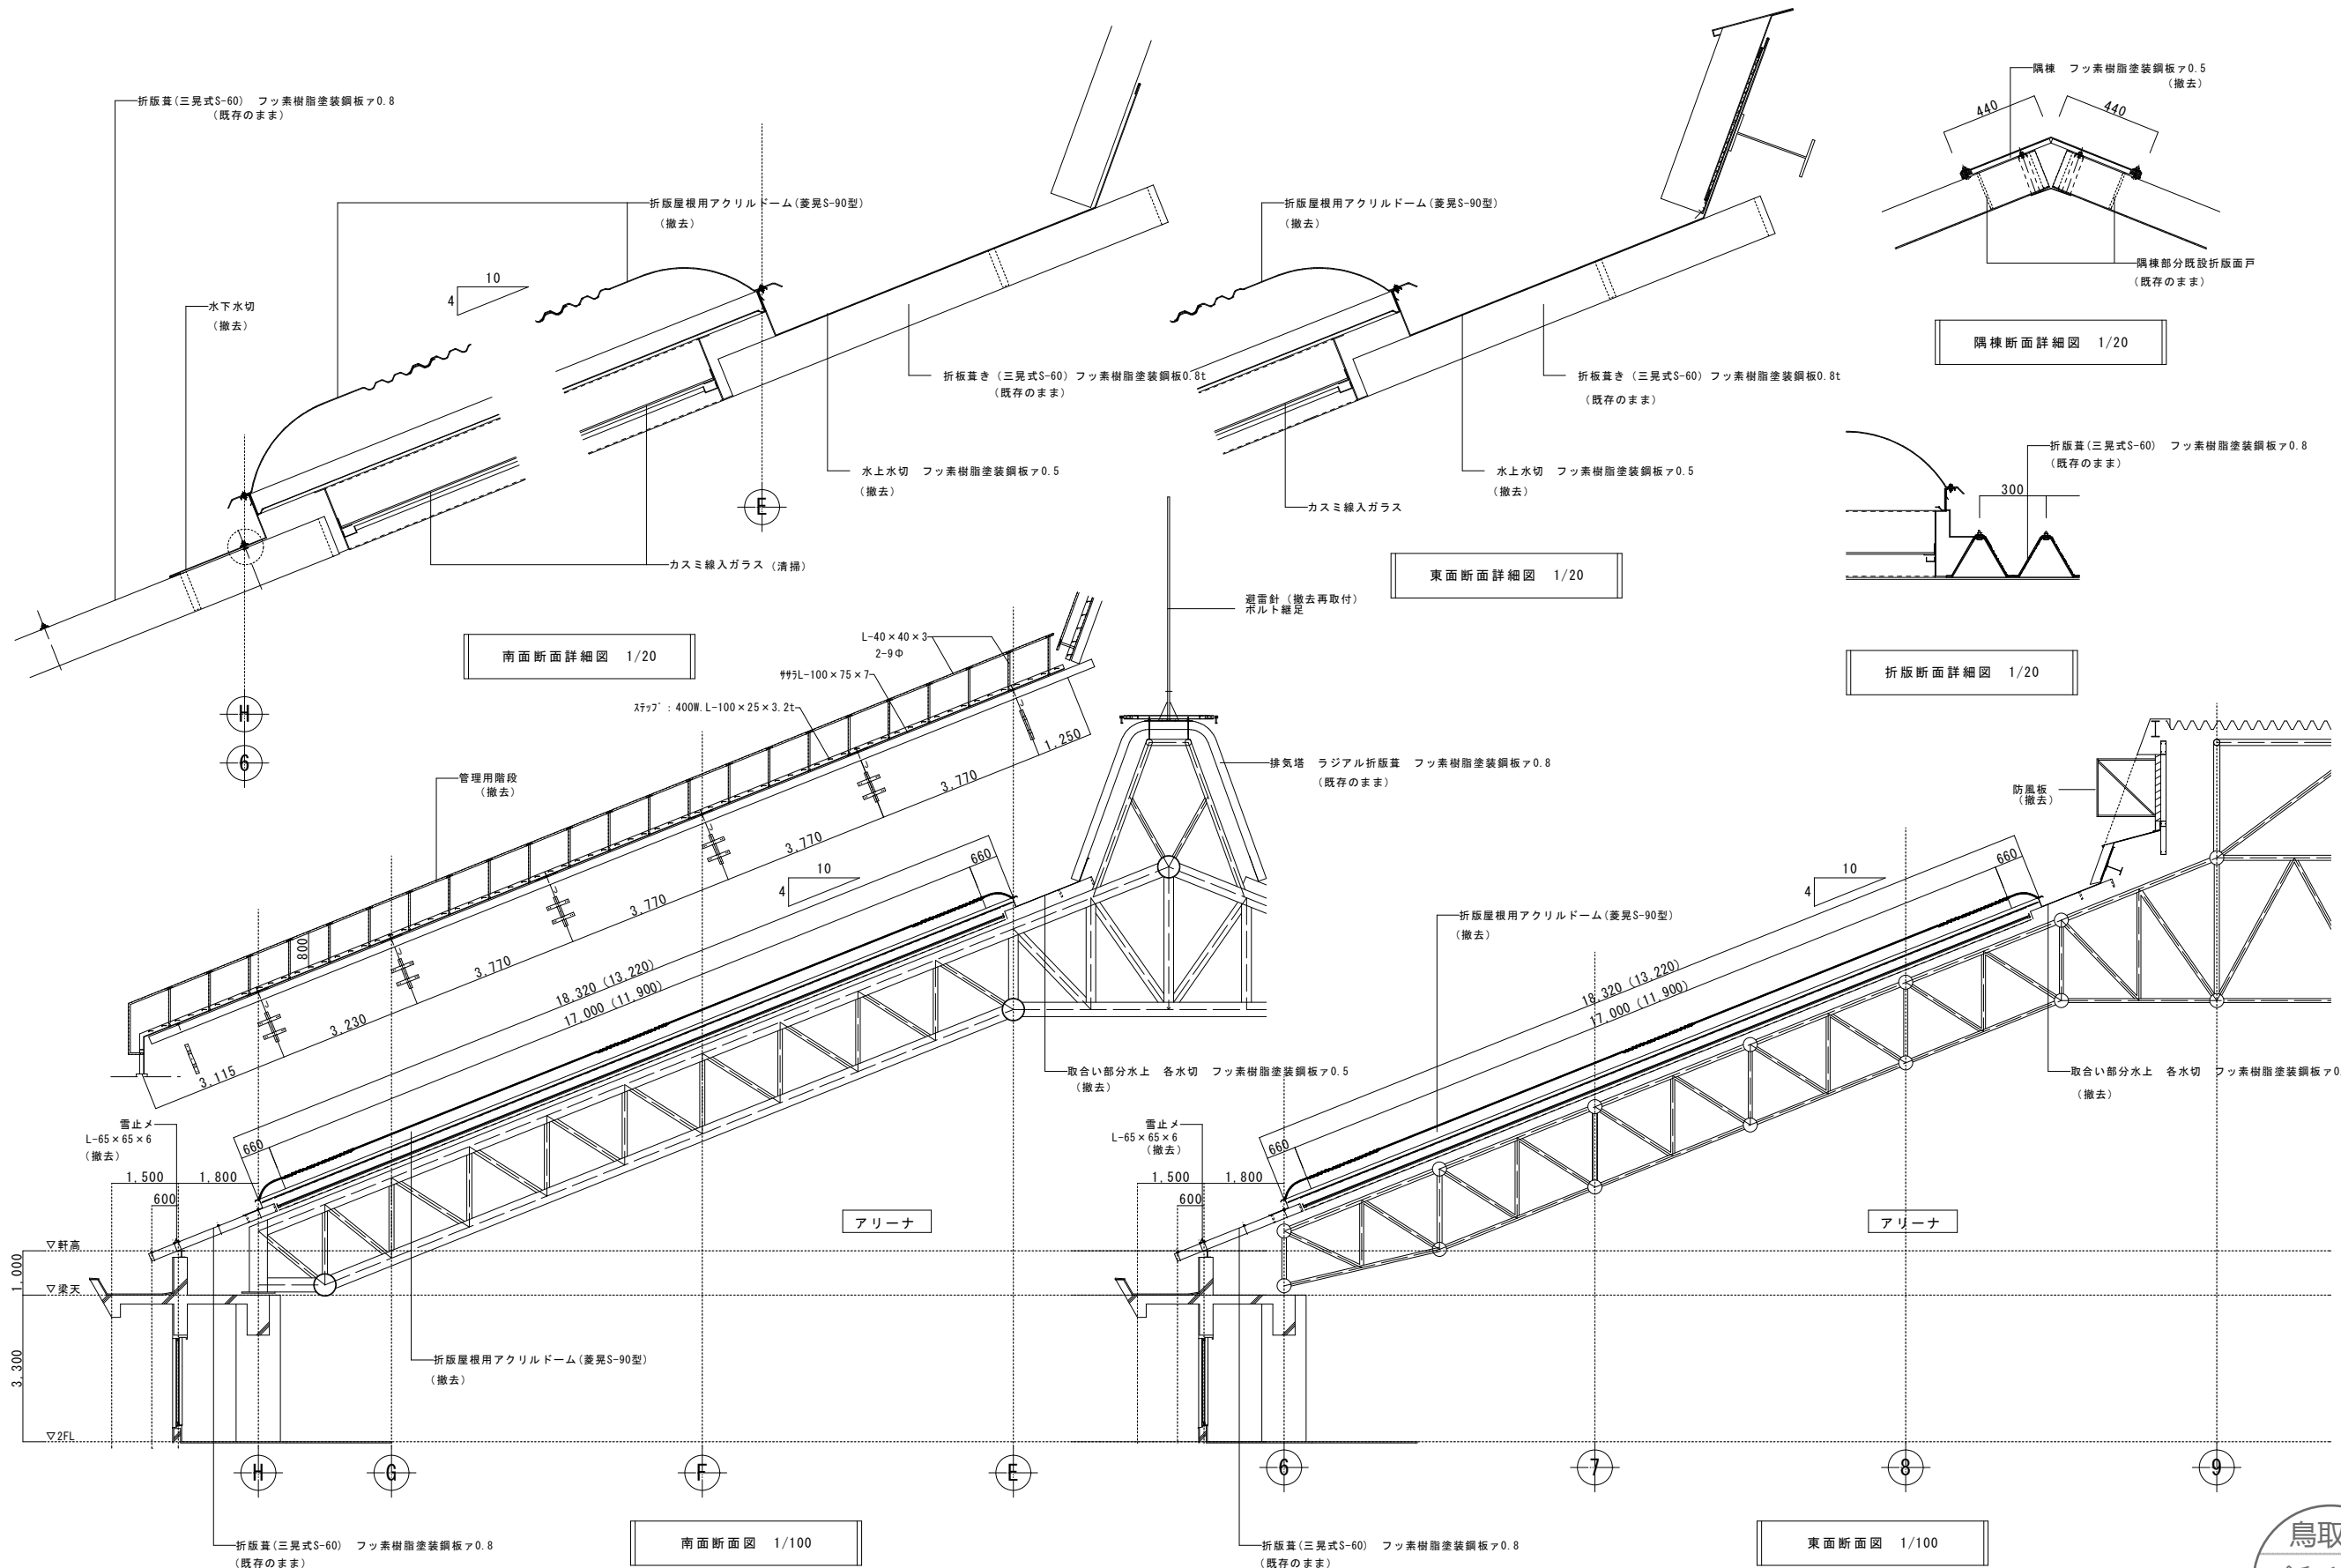 折版葺(三晃式S-60) フッ素樹脂塗装鋼板ァ0.8
(既存のまま)
折版屋根用アクリルドーム(菱晃S-90型)
(撤去)
10
4
水下水切
(撤去)
折板葺き (三晃式S-60) フッ素樹脂塗装鋼板0.8t
(既存のまま)
水上水切 フッ素樹脂塗装鋼板ァ0.5
(撤去)
E
カスミ線入ガラス (清掃)
H
6
南面断面詳細図 1/20
折版屋根用アクリルドーム(菱晃S-90型)
(撤去)
折板葺き (三晃式S-60) フッ素樹脂塗装鋼板0.8t
(既存のまま)
水上水切 フッ素樹脂塗装鋼板ァ0.5
(撤去)
カスミ線入ガラス
東面断面詳細図 1/20
隅棟 フッ素樹脂塗装鋼板ァ0.5
(撤去)
440
440
隅棟部分既設折版面戸
(既存のまま)
隅棟断面詳細図 1/20
折版葺(三晃式S-60) フッ素樹脂塗装鋼板ァ0.8
(既存のまま)
300
折版断面詳細図 1/20
避雷針 (撤去再取付)
ボルト継足
L-40×40×3
2-9Φ
ササラL-100×75×7
ステップ : 400W.L-100×25×3.2t
管理用階段
(撤去)
800
1,250
3,770
3,770
3,770
3,770
3,230
3,115
排気塔 ラジアル折版葺 フッ素樹脂塗装鋼板ァ0.8
(既存のまま)
10
4
660
18,320 (13,220)
17,000 (11,900)
660
取合い部分水上 各水切 フッ素樹脂塗装鋼板ァ0.5
(撤去)
雪止メ
L-65×65×6
(撤去)
1,500
1,800
600
アリーナ
▽軒高
1,000
▽梁天
3,300
▽2FL
折版屋根用アクリルドーム(菱晃S-90型)
(撤去)
H
G
F
E
折版葺(三晃式S-60) フッ素樹脂塗装鋼板ァ0.8
(既存のまま)
南面断面図 1/100
防風板
(撤去)
10
4
660
折版屋根用アクリルドーム(菱晃S-90型)
(撤去)
18,320 (13,220)
17,000 (11,900)
660
取合い部分水上 各水切 フッ素樹脂塗装鋼板ァ0.
(撤去)
雪止メ
L-65×65×6
(撤去)
1,500
1,800
600
アリーナ
6
7
8
9
折版葺(三晃式S-60) フッ素樹脂塗装鋼板ァ0.8
(既存のまま)
東面断面図 1/100
鳥取